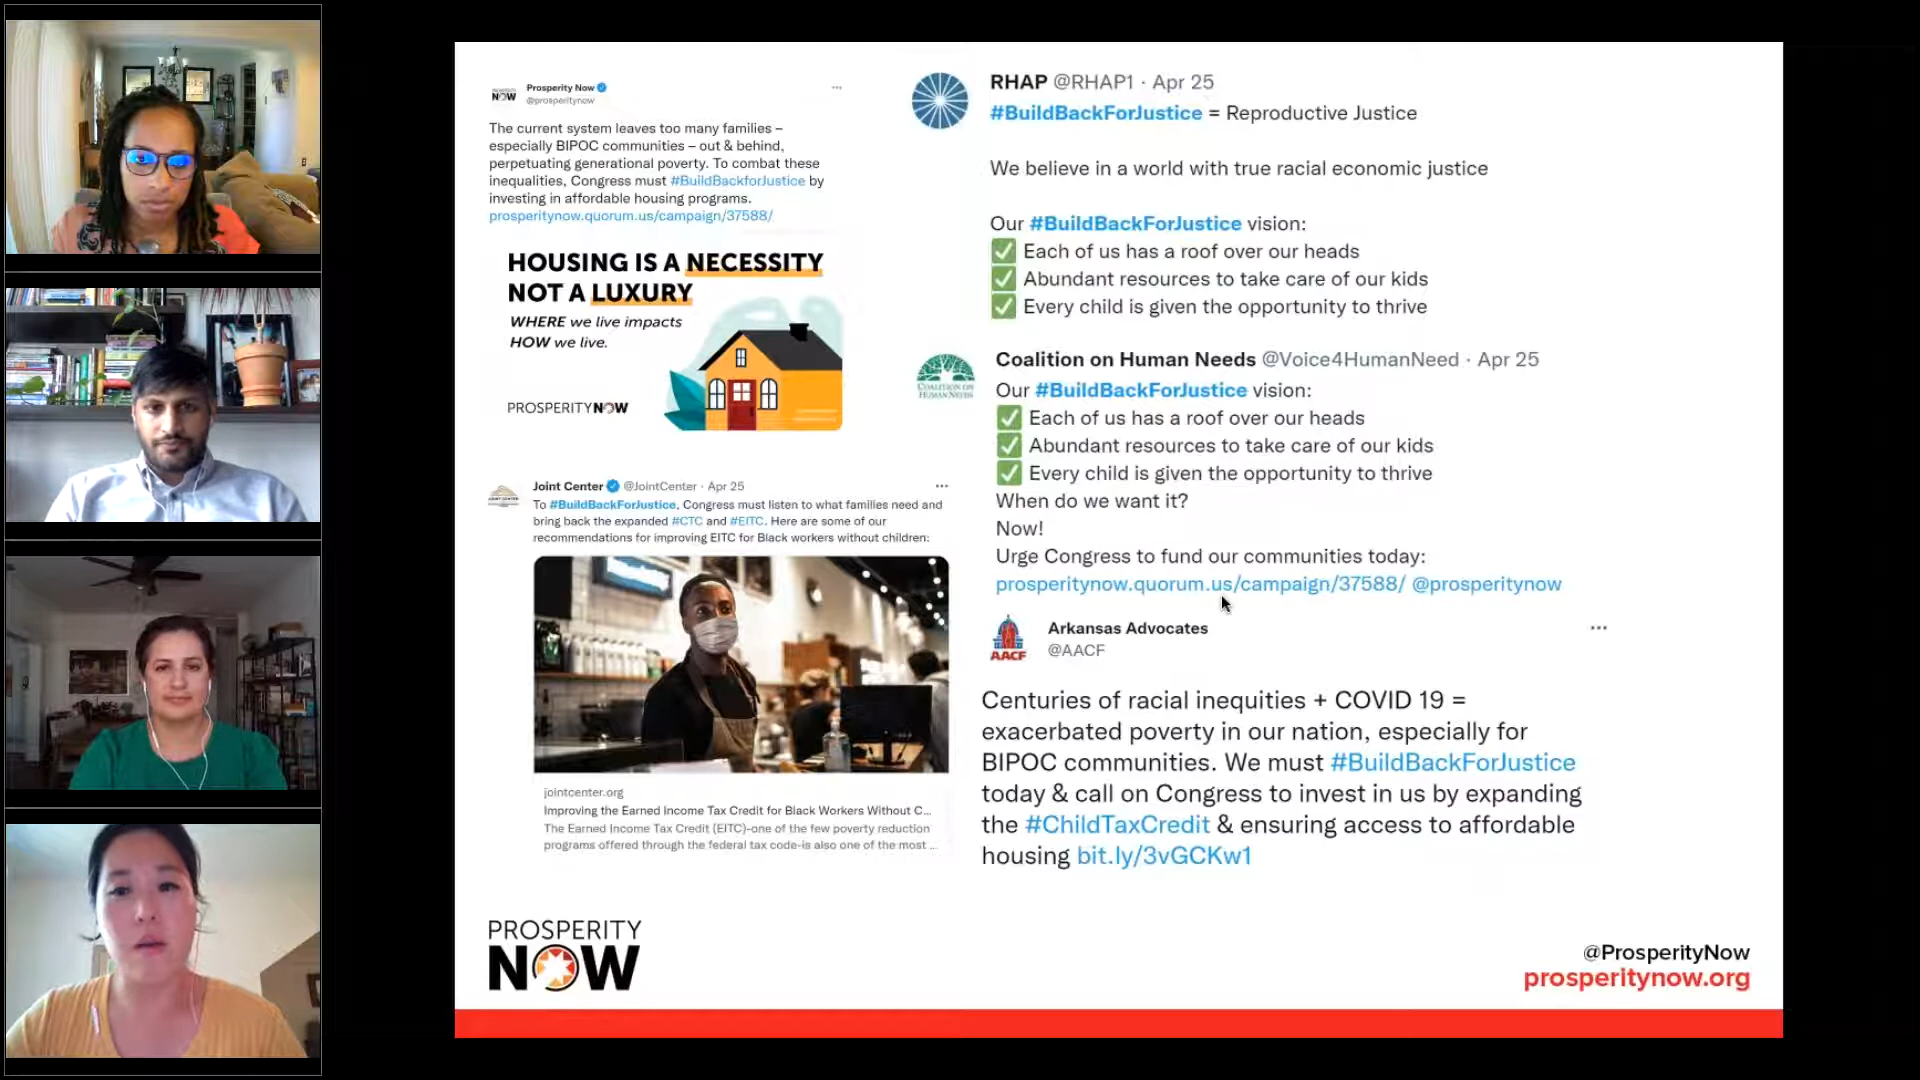 PROSPERITY
NOW
Prosperity Now
@prosperitynow
The current system leaves too many families –
especially BIPOC communities – out & behind,
perpetuating generational poverty. To combat these
inequalities, Congress must #BuildBackforJustice by
investing in affordable housing programs.
prosperitynow.quorum.us/campaign/37588/
HOUSING IS A NECESSITY
NOT A LUXURY
WHERE we live impacts
HOW we live.
PROSPERITYNOW
Joint Center @JointCenter · Apr 25
To #BuildBackForJustice, Congress must listen to what families need and
bring back the expanded #CTC and #EITC. Here are some of our
recommendations for improving EITC for Black workers without children:
jointcenter.org
Improving the Earned Income Tax Credit for Black Workers Without C...
The Earned Income Tax Credit (EITC)-one of the few poverty reduction
programs offered through the federal tax code-is also one of the most ...
RHAP @RHAP1 · Apr 25
#BuildBackForJustice = Reproductive Justice
We believe in a world with true racial economic justice
Our #BuildBackForJustice vision:
✅ Each of us has a roof over our heads
✅ Abundant resources to take care of our kids
✅ Every child is given the opportunity to thrive
COALITION ON
HUMAN NEEDS
Coalition on Human Needs @Voice4HumanNeed · Apr 25
Our #BuildBackForJustice vision:
✅ Each of us has a roof over our heads
✅ Abundant resources to take care of our kids
✅ Every child is given the opportunity to thrive
When do we want it?
Now!
Urge Congress to fund our communities today:
prosperitynow.quorum.us/campaign/37588/ @prosperitynow
AACF
Arkansas Advocates
@AACF
Centuries of racial inequities + COVID 19 =
exacerbated poverty in our nation, especially for
BIPOC communities. We must #BuildBackForJustice
today & call on Congress to invest in us by expanding
the #ChildTaxCredit & ensuring access to affordable
housing bit.ly/3vGCKw1
PROSPERITY
NOW
@ProsperityNow
prosperitynow.org